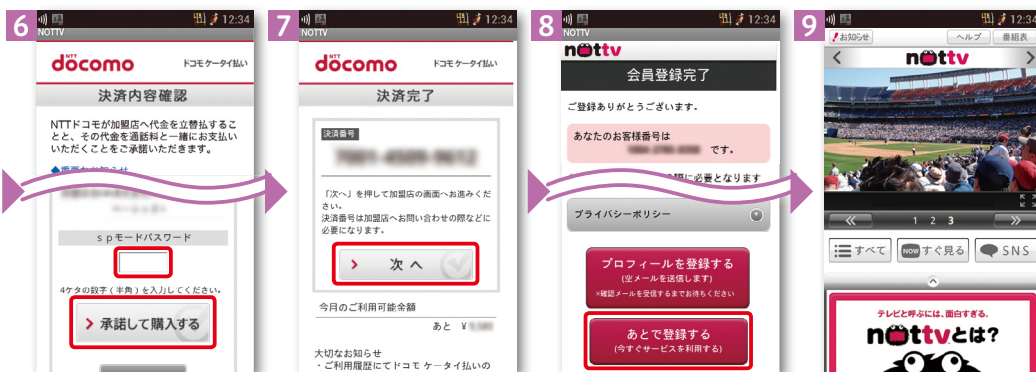 6
12:34
NOTTV
NTT
döcomo
ドコモ ケータイ払い
決済内容確認
NTTドコモが加盟店へ代金を立替払するこ
とと、その代金を通話料と一緒にお支払い
いただくことをご承諾いただきます。
spモードパスワード
4ケタの数字(半角)を入力してください。
承諾して購入する
7
12:34
NOTTV
NTT
döcomo
ドコモ ケータイ払い
決済完了
決済番号
「次へ」を押して加盟店の画面へお進みくだ
さい。
決済番号は加盟店へお問い合わせの際などに
必要になります。
次 へ
今月のご利用可能金額
あと ¥
大切なお知らせ
・ご利用履歴にてドコモ ケータイ払いの
8
12:34
NOTTV
nottv
会員登録完了
ご登録ありがとうございます。
あなたのお客様番号は
です。
に必要となります
プライバシーポリシー
プロフィールを登録する
(空メールを送信します)
*確認メールを受信するまでお待ちください
あとで登録する
(今すぐサービスを利用する)
9
12:34
お知らせ
ヘルプ
番組表
nottv
1 2 3
すべて
NOW すぐ見る
SNS
テレビと呼ぶには、面白すぎる。
nottvとは?